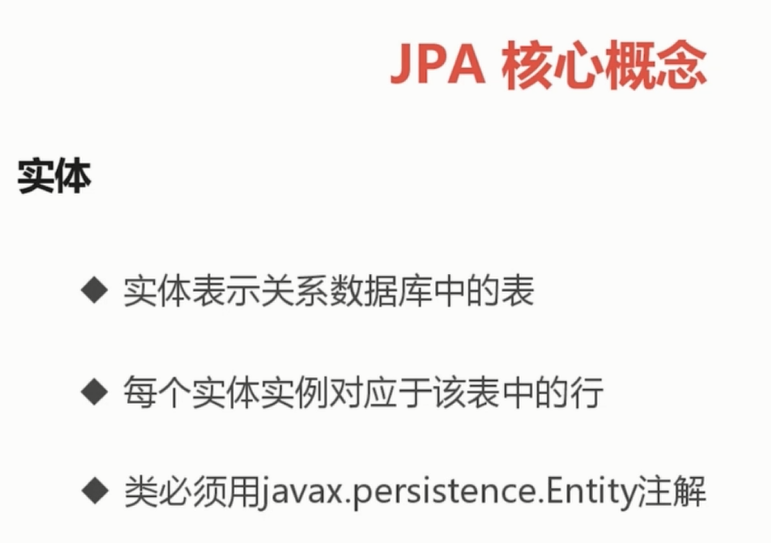 JPA 核心概念
实体
◆ 实体表示关系数据库中的表
◆ 每个实体实例对应于该表中的行
◆ 类必须用javax.persistence.Entity注解